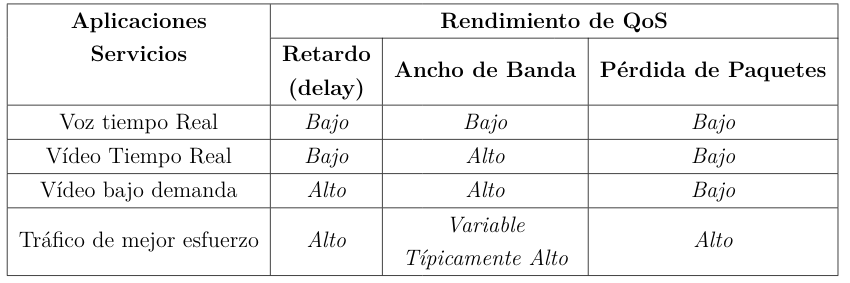 Aplicaciones
Servicios
Rendimiento de QoS
Retardo
(delay)
Ancho de Banda
Pérdida de Paquetes
Voz tiempo Real
Bajo
Bajo
Bajo
Vídeo Tiempo Real
Bajo
Alto
Bajo
Vídeo bajo demanda
Alto
Alto
Bajo
Tráfico de mejor esfuerzo
Alto
Variable
Típicamente Alto
Alto